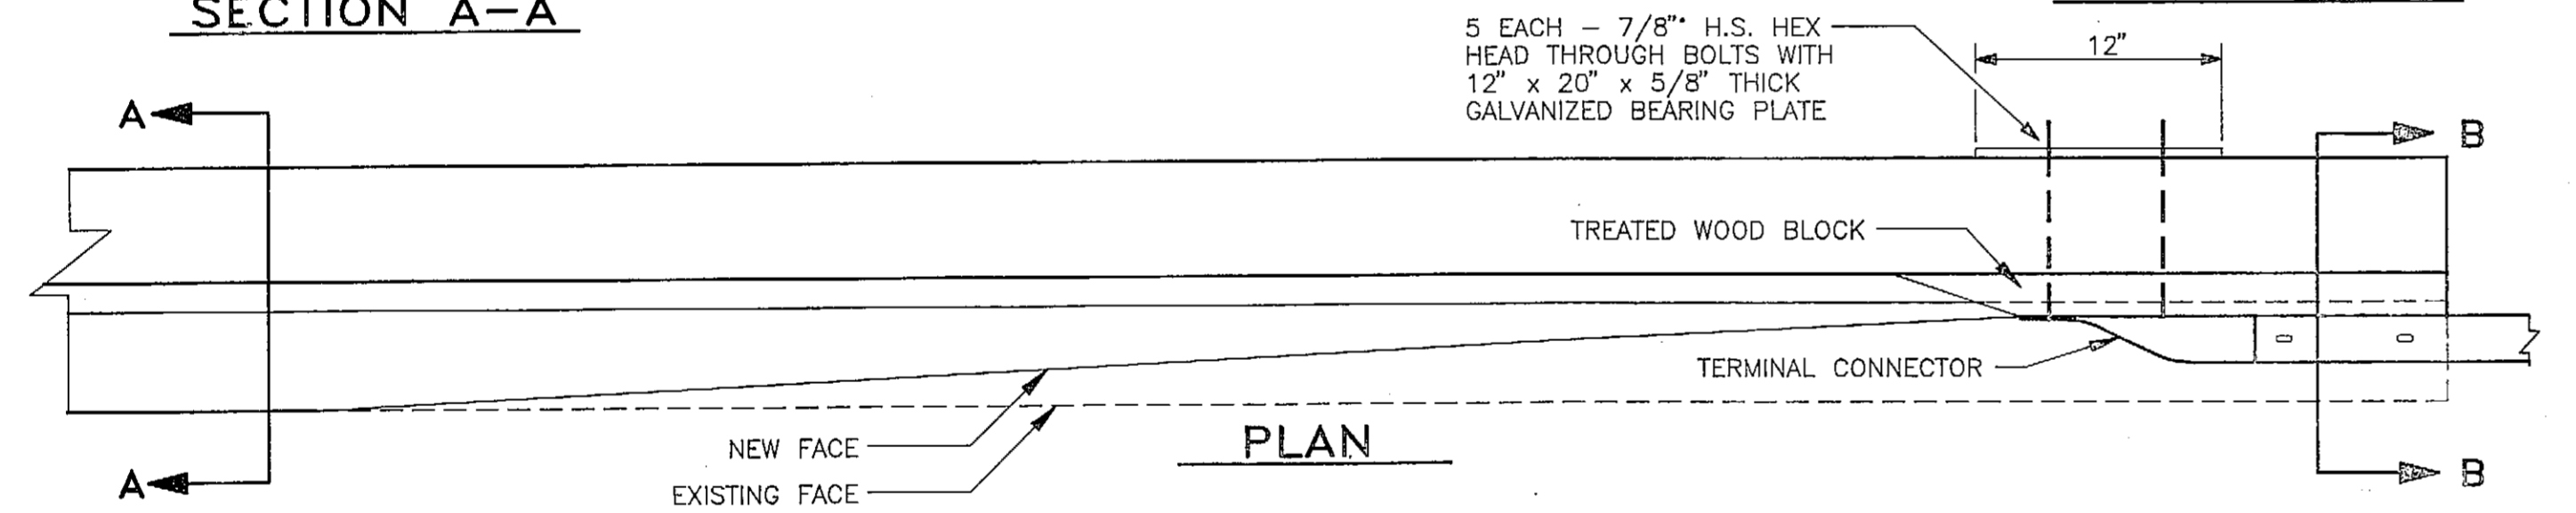 SECTION A-A
5 EACH - 7/8"• H.S. HEX
HEAD THROUGH BOLTS WITH
12" x 20" x 5/8" THICK
GALVANIZED BEARING PLATE
12"
A
B
TREATED WOOD BLOCK
TERMINAL CONNECTOR
NEW FACE
PLAN
A
B
EXISTING FACE